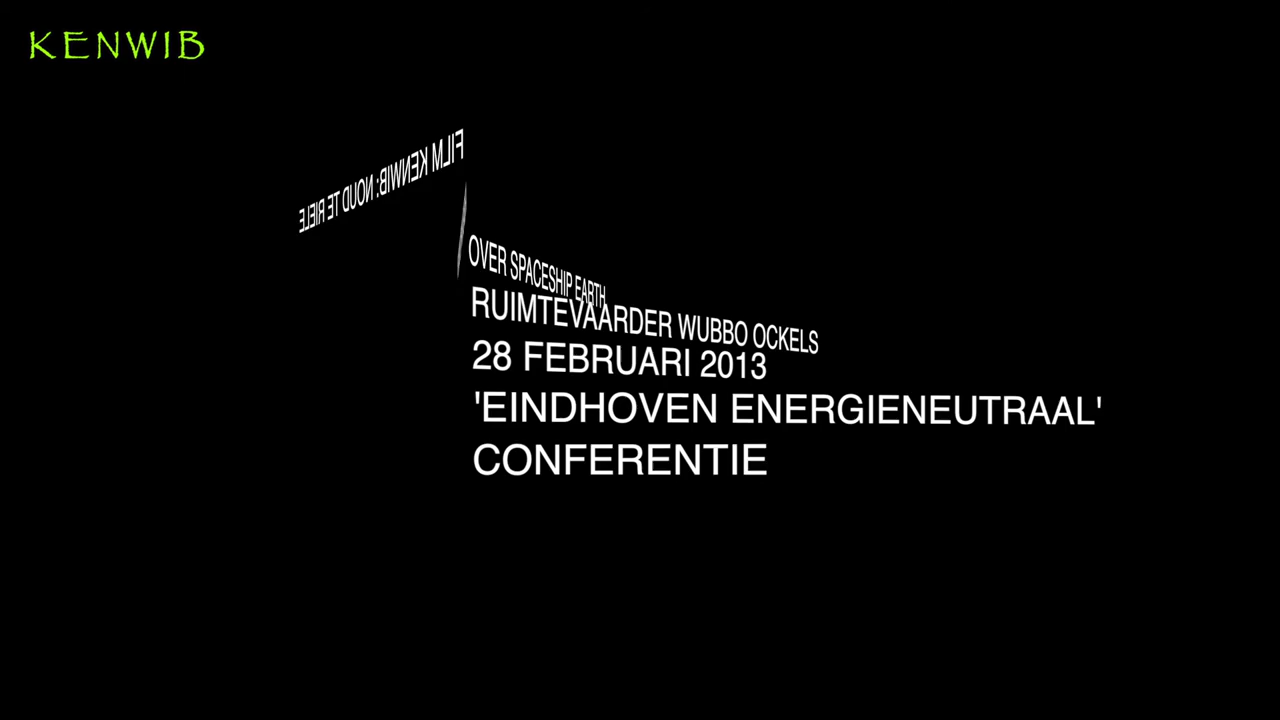 KENWIB
FILM KENWIB: NOUD TE RIELE
OVER SPACESHIP EARTH
RUIMTEVAARDER WUBBO OCKELS
28 FEBRUARI 2013
'EINDHOVEN ENERGIENEUTRAAL'
CONFERENTIE